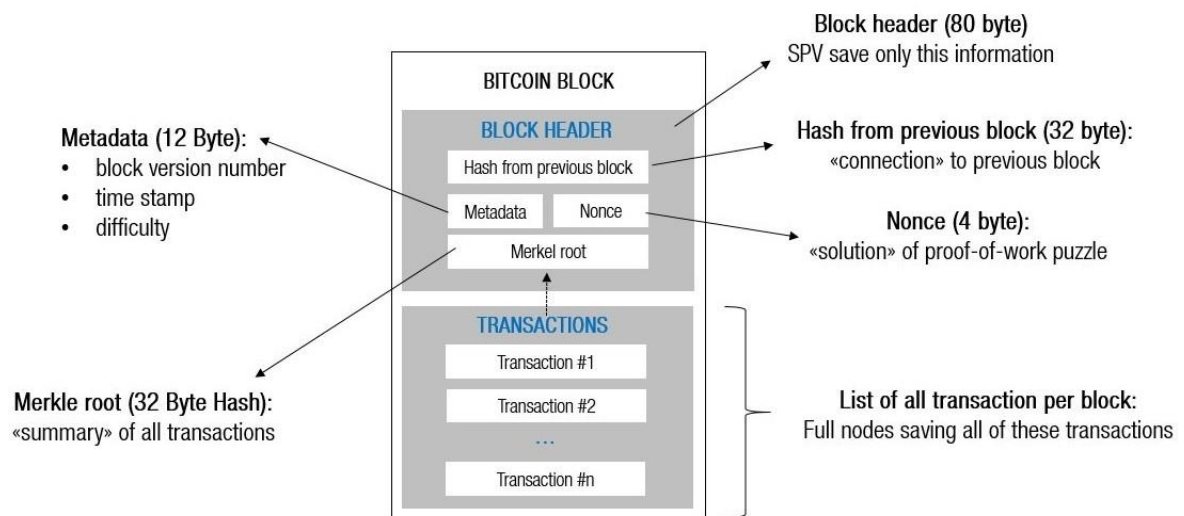 Block header (80 byte)
SPV save only this information
BITCOIN BLOCK
BLOCK HEADER
Hash from previous block
Metadata
Nonce
Merkel root
Metadata (12 Byte):
• block version number
• time stamp
• difficulty
Hash from previous block (32 byte):
«connection» to previous block
Nonce (4 byte):
«solution» of proof-of-work puzzle
TRANSACTIONS
Transaction #1
Transaction #2
...
Transaction #n
Merkle root (32 Byte Hash):
«summary» of all transactions
List of all transaction per block:
Full nodes saving all of these transactions